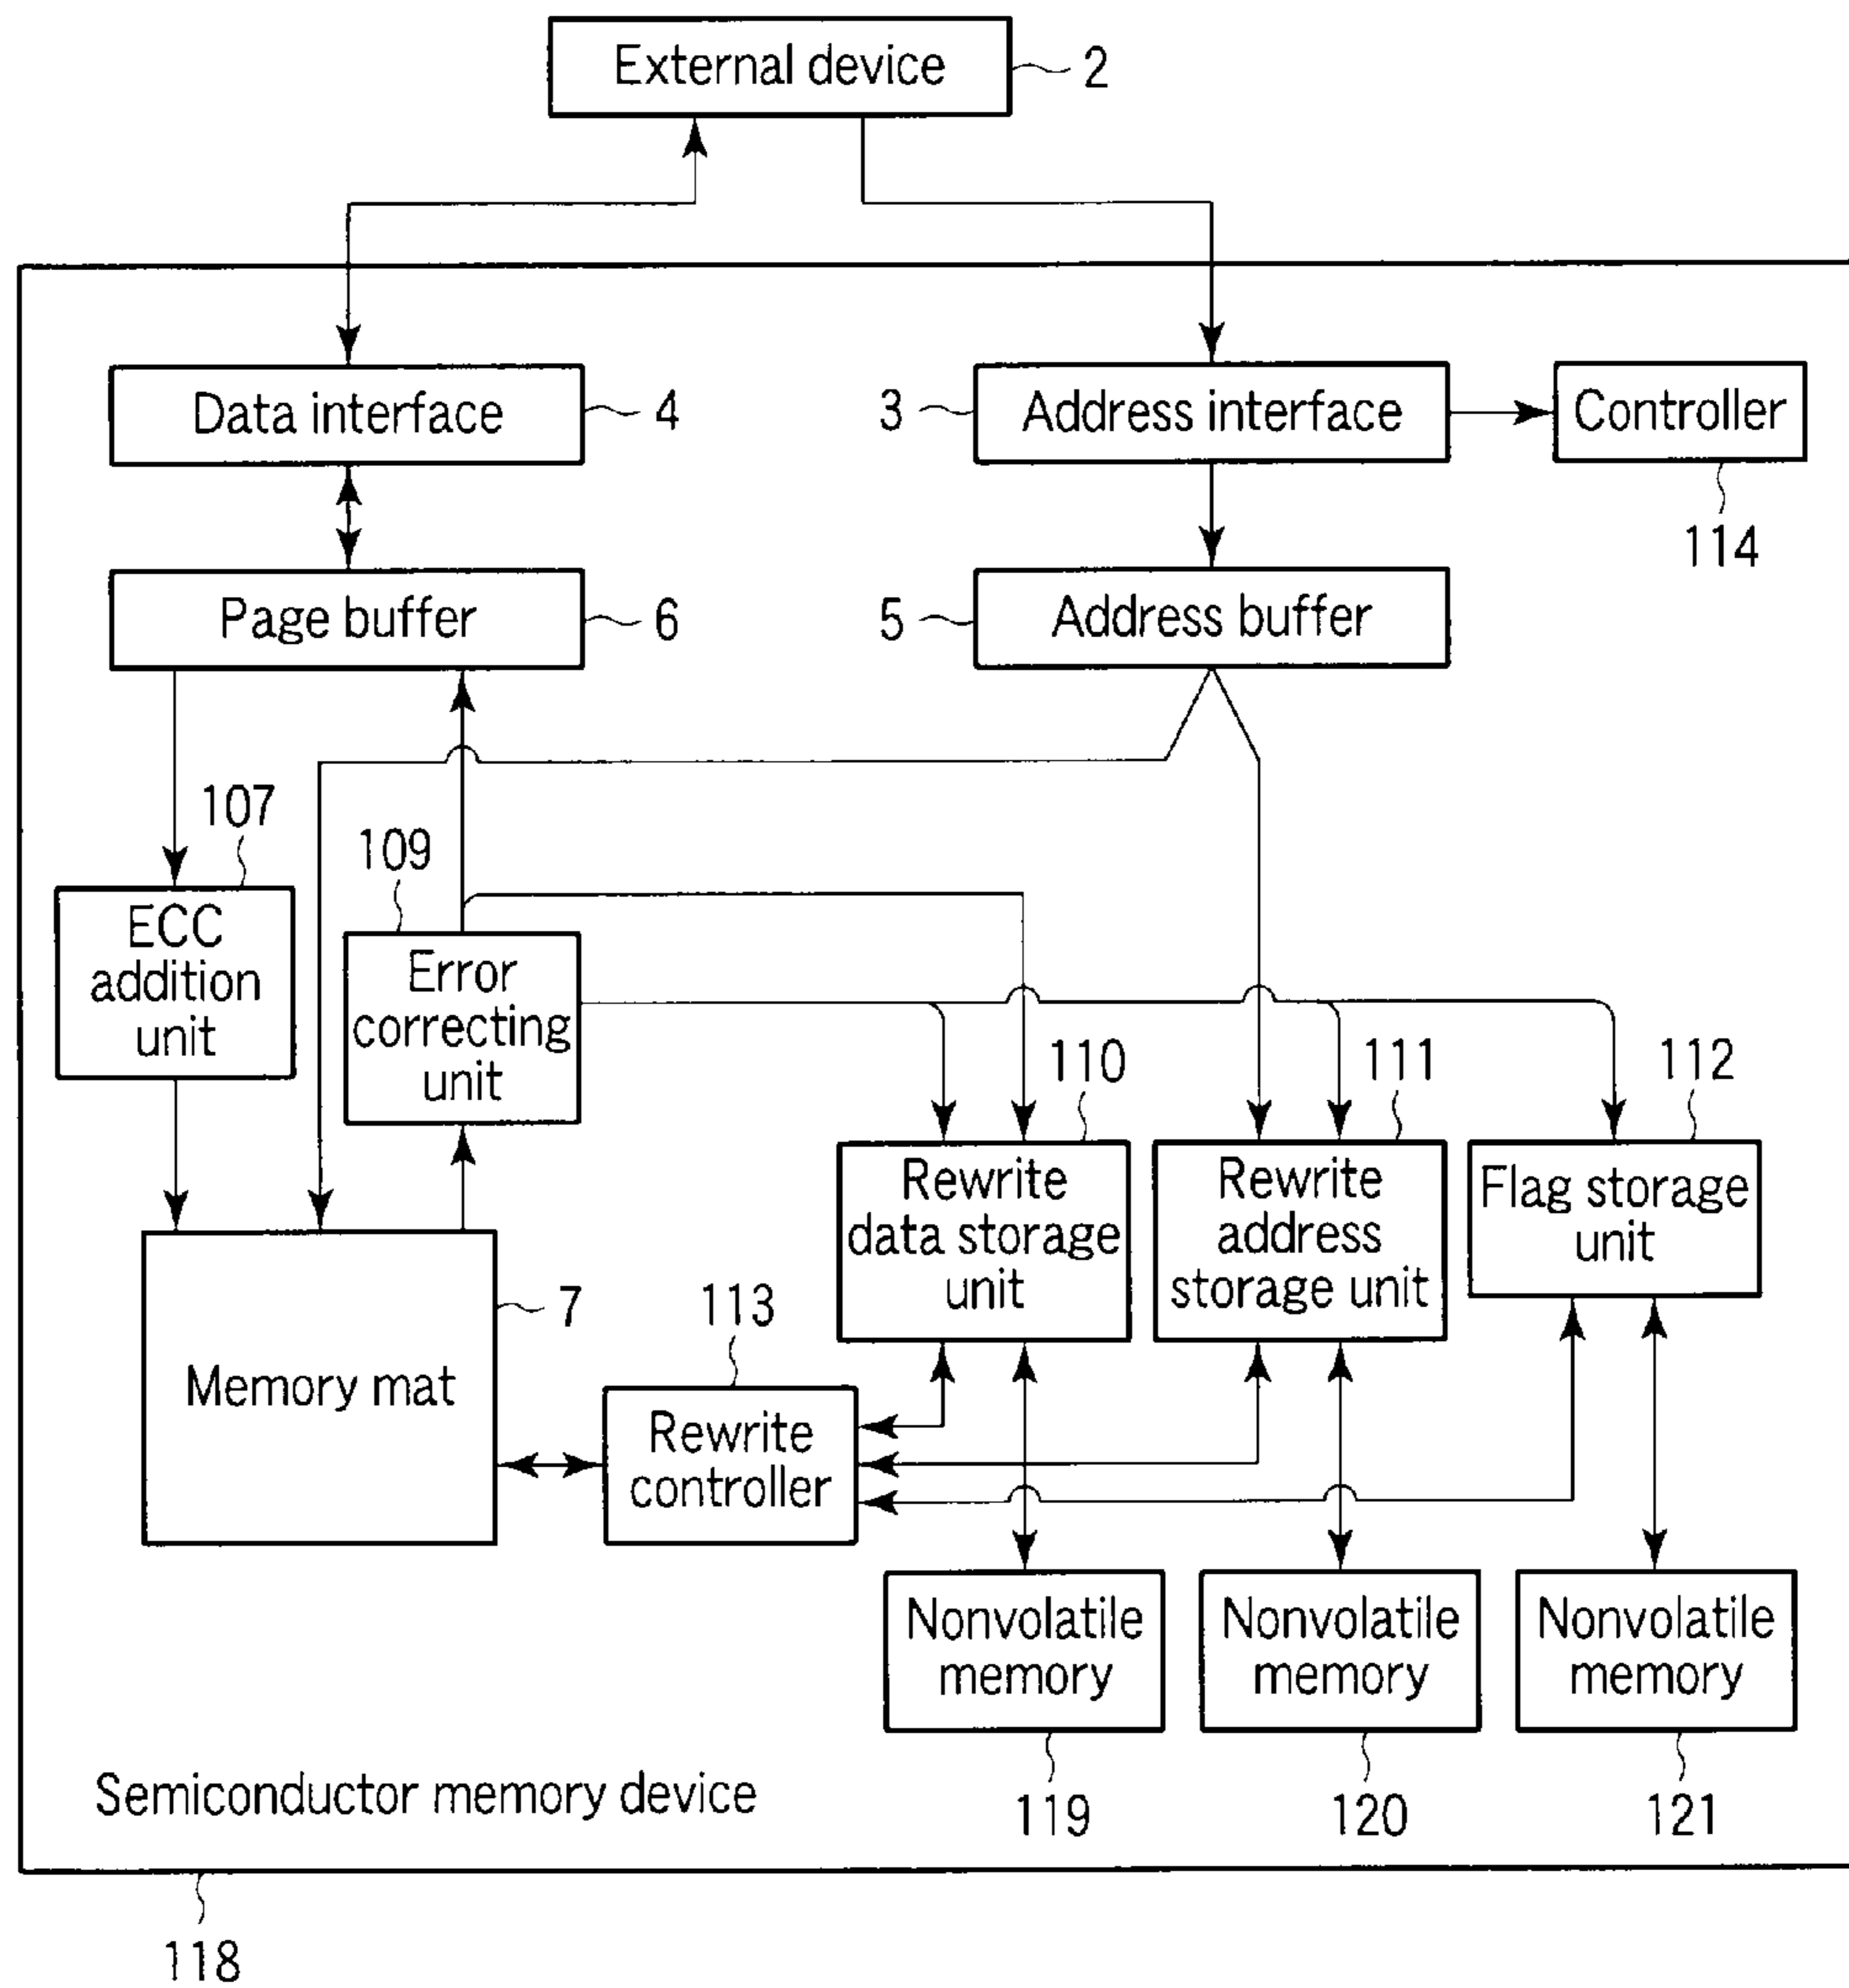 External device
2
Data interface
4
3
Address interface
Controller
114
Page buffer
6
5
Address buffer
107
109
ECC
addition
unit
Error
correcting
unit
110
111
112
Rewrite
data storage
unit
Rewrite
address
storage unit
Flag storage
unit
7
113
Memory mat
Rewrite
controller
Nonvolatile
memory
Nonvolatile
memory
Nonvolatile
memory
Semiconductor memory device
119
120
121
118